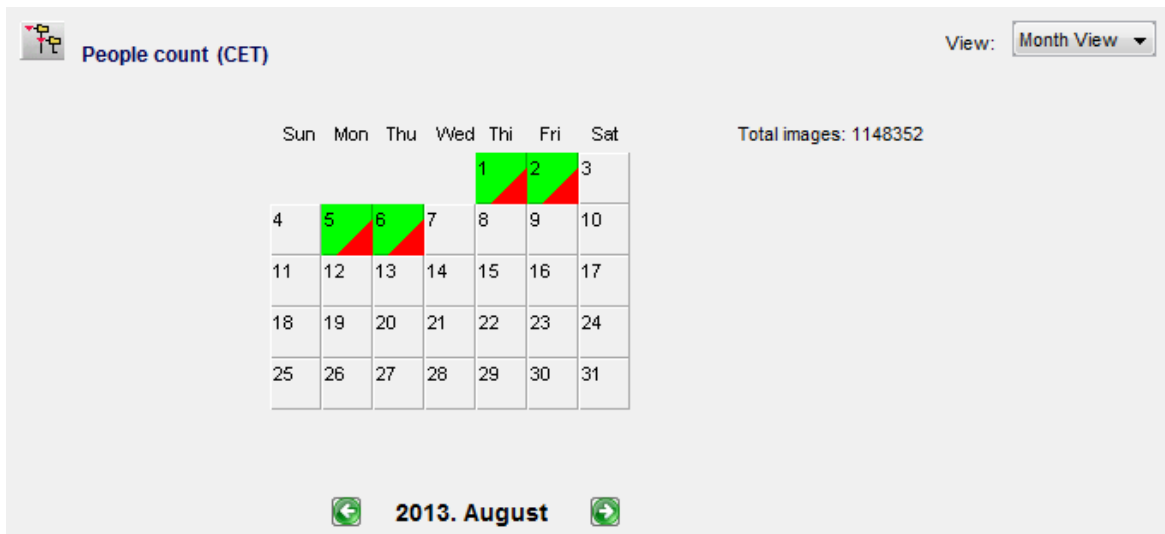 People count (CET)
View: Month View
Sun Mon Thu Wed Thi Fri Sat
Total images: 1148352
1 2 3
4 5 6 7 8 9 10
11 12 13 14 15 16 17
18 19 20 21 22 23 24
25 26 27 28 29 30 31
2013. August